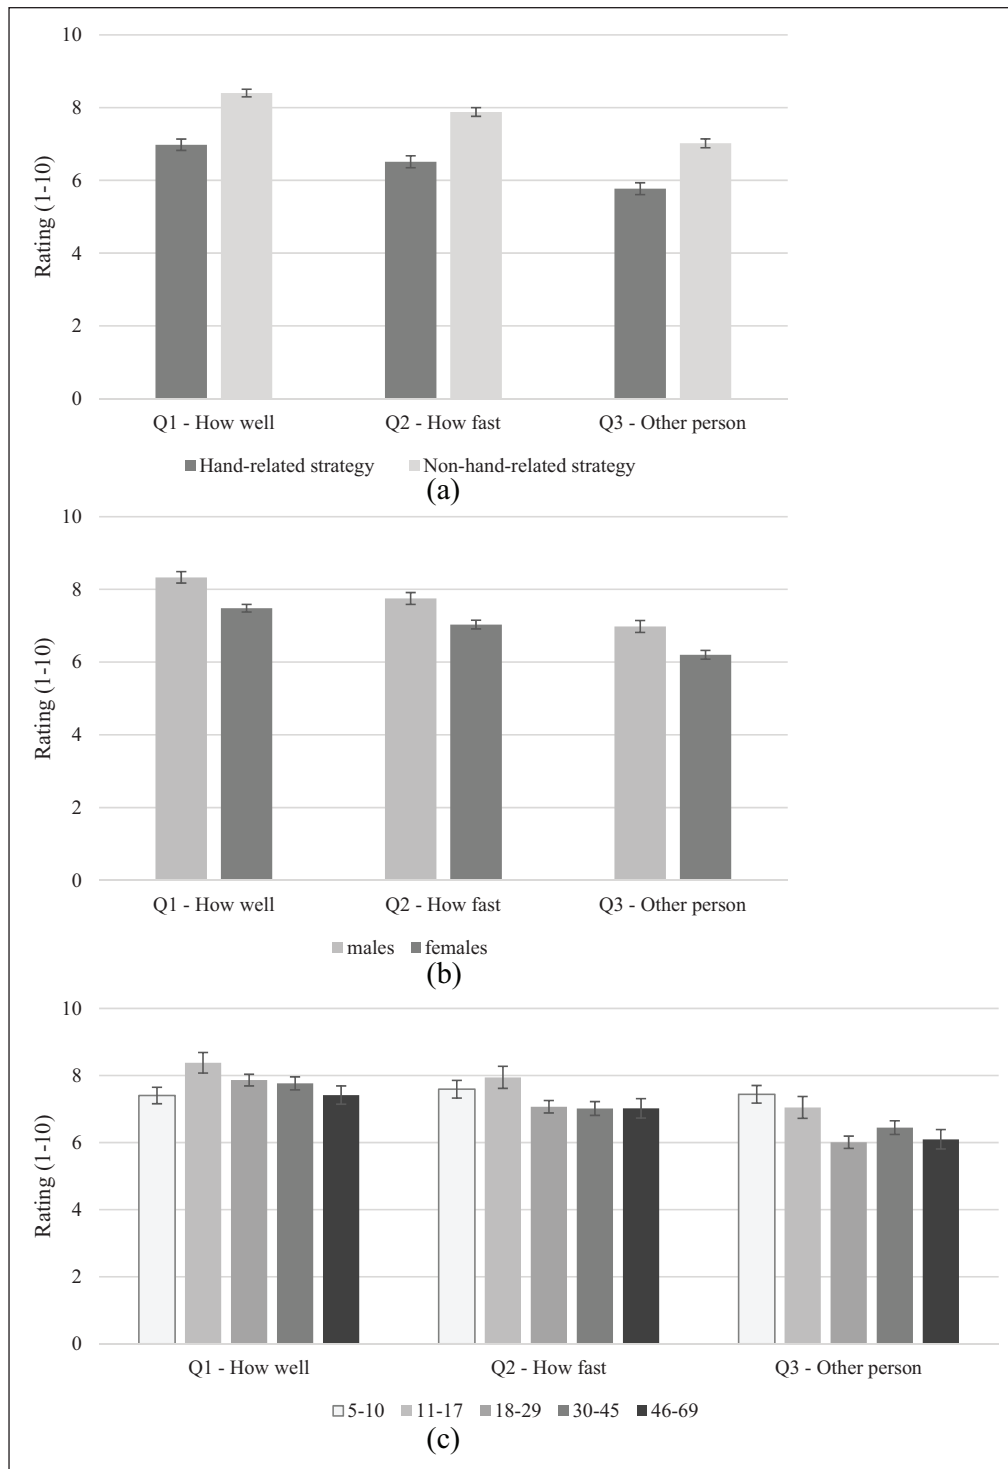 10
8
6
4
2
0
Rating (1-10)
Q1 - How well Q2 - How fast Q3 - Other person
Hand-related strategy Non-hand-related strategy
(a)
10
8
6
4
2
0
Rating (1-10)
Q1 - How well Q2 - How fast Q3 - Other person
males females
(b)
10
8
6
4
2
0
Rating (1-10)
Q1 - How well Q2 - How fast Q3 - Other person
5-10 11-17 18-29 30-45 46-69
(c)